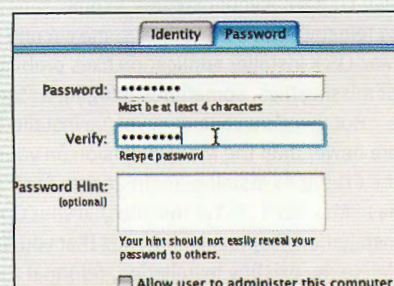 Identity Password
Password: ••••••••
Must be at least 4 characters
Verify: ••••••••
Retype password
Password Hint:
(optional)
Your hint should not easily reveal your
password to others.
Allow user to administer this computer